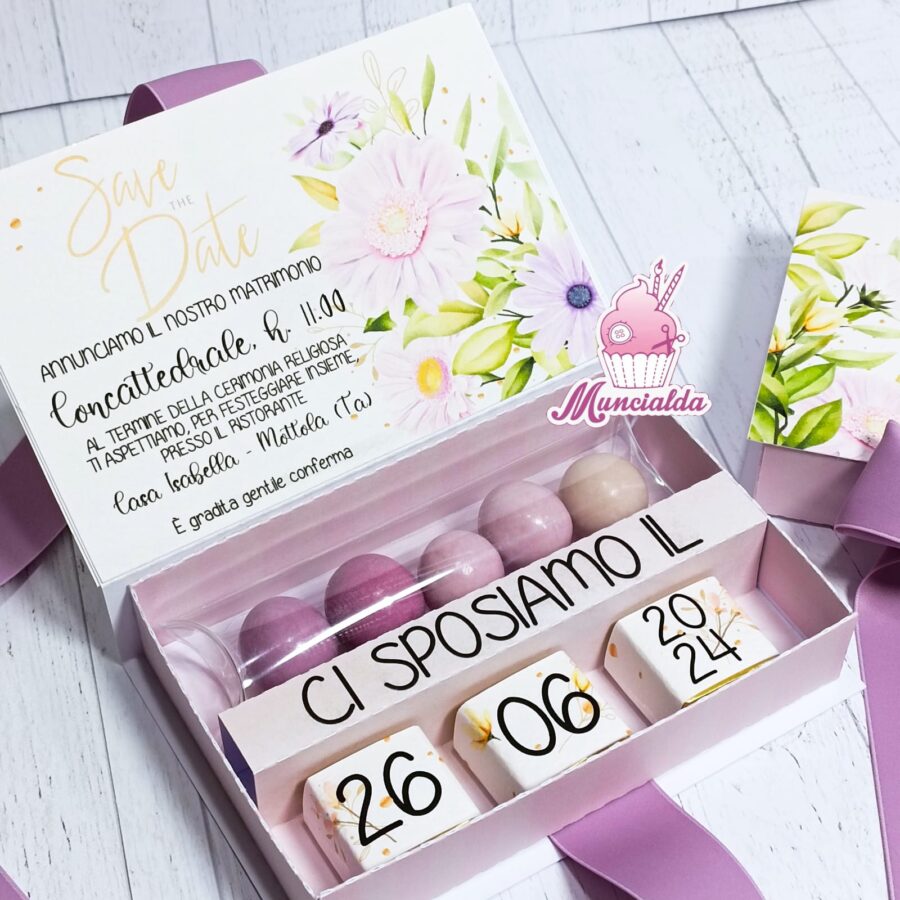 Save
THE
Date
ANNUNCIAMO IL NOSTRO MATRIMONIO
Concattedrale, h. 11.00
AL TERMINE DELLA CERIMONIA RELIGIOSA
TI ASPETTIAMO, PER FESTEGGIARE INSIEME,
PRESSO IL RISTORANTE
Casa Isabella - Mottola (Ta)
È gradita gentile conferma
Muncialda
CI SPOSIAMO IL
26
06
20
24